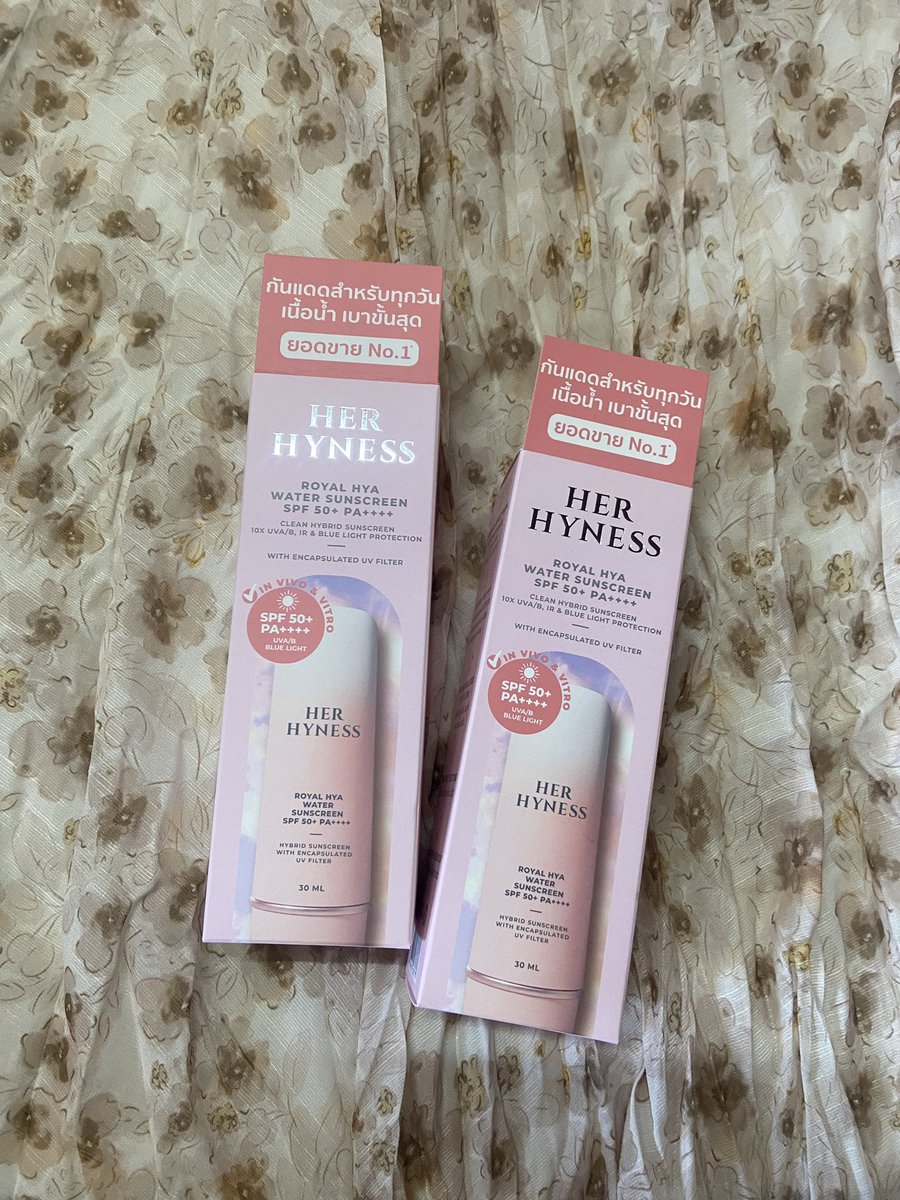 กันแดดสำหรับทุกวัน
เนื้อน้ำ เบาขั้นสุด
ยอดขาย No.1*
HER
HYNESS
ROYAL HYA
WATER SUNSCREEN
SPF 50+ PA++++
CLEAN HYBRID SUNSCREEN
10X UVA/B, IR & BLUE LIGHT PROTECTION
WITH ENCAPSULATED UV FILTER
IN VIVO & VITRO
SPF 50+
PA++++
UVA/B
BLUE LIGHT
HER
HYNESS
ROYAL HYA
WATER
SUNSCREEN
SPF 50+ PA++++
HYBRID SUNSCREEN
WITH ENCAPSULATED
UV FILTER
30 ML
กันแดดสำหรับทุกวัน
เนื้อน้ำ เบาขั้นสุด
ยอดขาย No.1*
HER
HYNESS
ROYAL HYA
WATER SUNSCREEN
SPF 50+ PA++++
CLEAN HYBRID SUNSCREEN
10X UVA/B, IR & BLUE LIGHT PROTECTION
WITH ENCAPSULATED UV FILTER
IN VIVO & VITRO
SPF 50+
PA++++
UVA/B
BLUE LIGHT
HER
HYNESS
ROYAL HYA
WATER
SUNSCREEN
SPF 50+ PA++++
HYBRID SUNSCREEN
WITH ENCAPSULATED
UV FILTER
30 ML